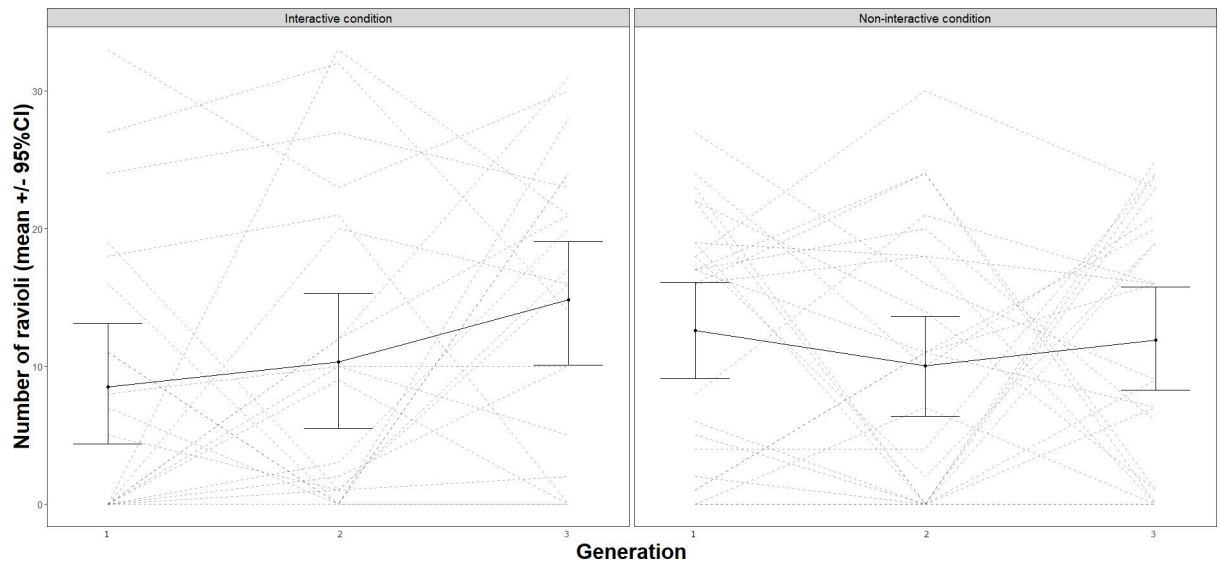 Interactive condition
Non-interactive condition
Number of ravioli (mean +/- 95%CI)
30
20
10
0
1
2
3
1
2
3
Generation